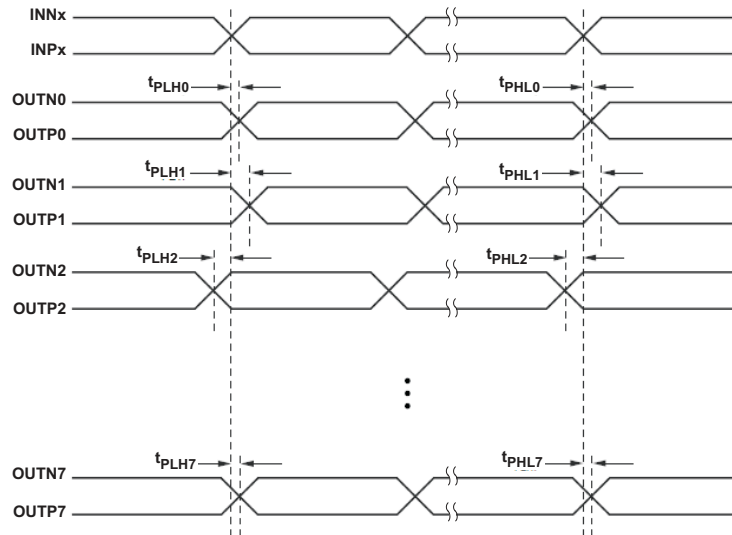 INNx
INPx
tPLH0
tPHL0
OUTN0
OUTP0
tPLH1
tPHL1
OUTN1
OUTP1
tPLH2
tPHL2
OUTN2
OUTP2
tPLH7
tPHL7
OUTN7
OUTP7